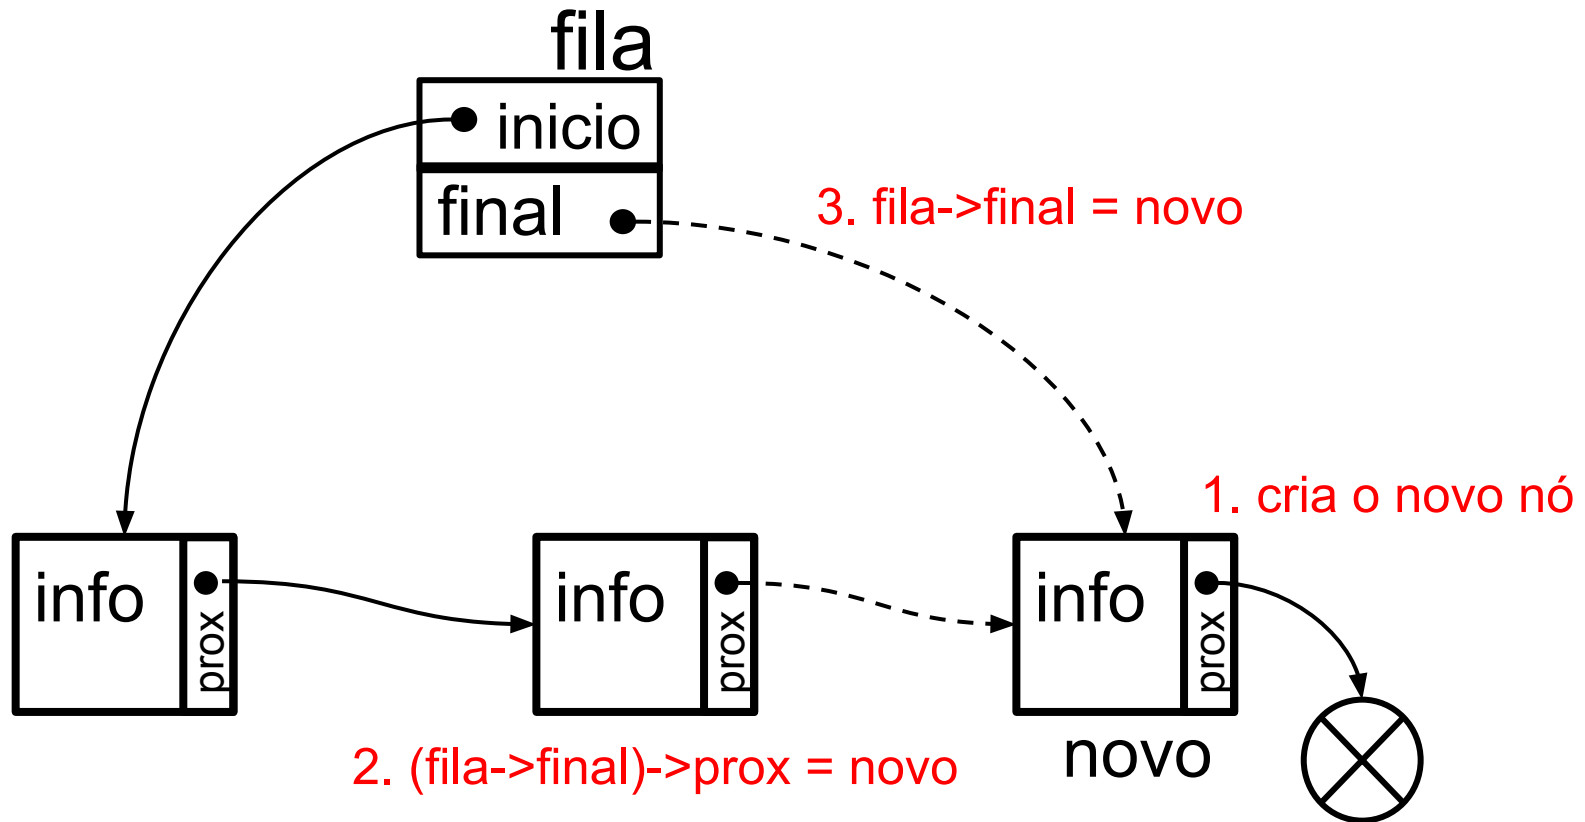 fila
inicio
final
3. fila->final = novo
1. cria o novo nó
info
prox
info
prox
info
prox
2. (fila->final)->prox = novo
novo